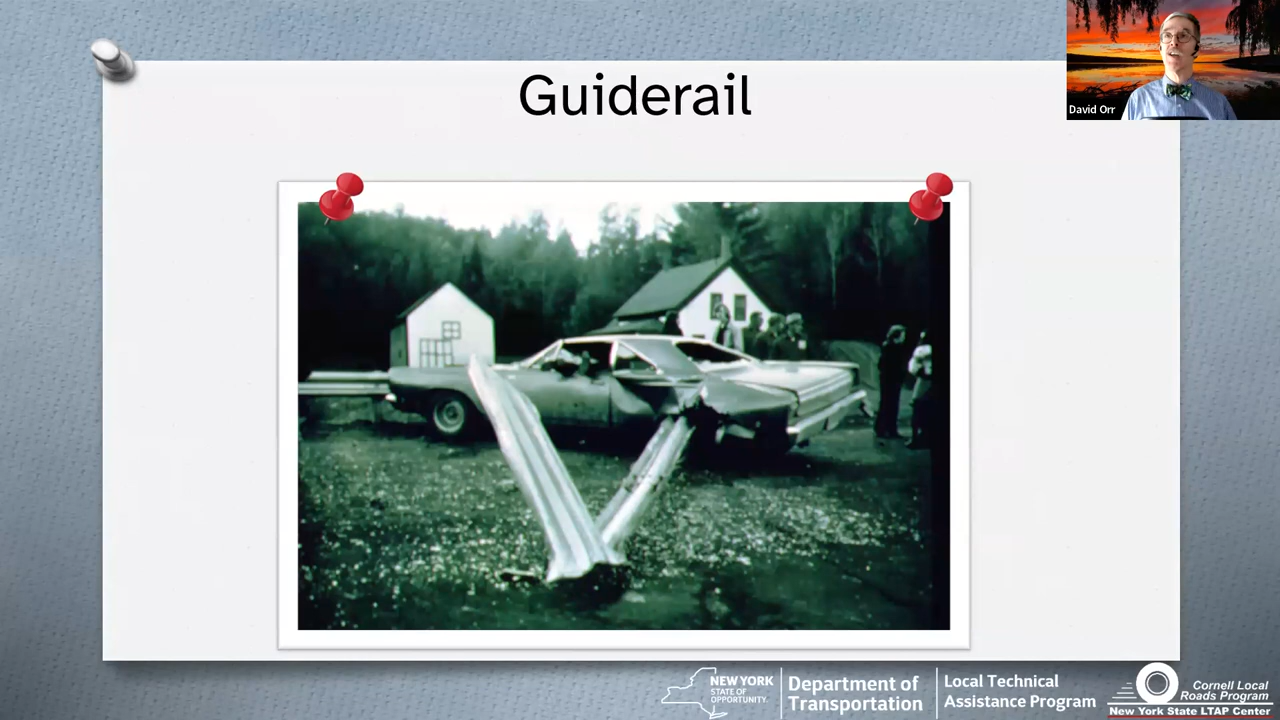 Guiderail
David Orr
NEW YORK
STATE OF
OPPORTUNITY.
Department of
Transportation
Local Technical
Assistance Program
Cornell Local
Roads Program
New York State LTAP Center